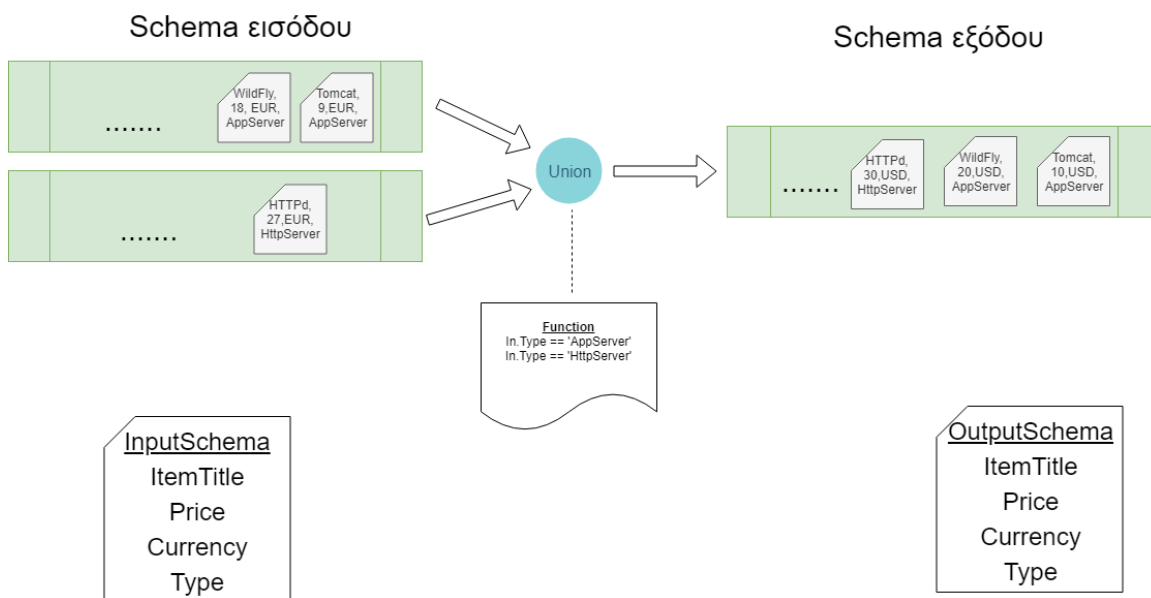 Schema εισόδου
Schema εξόδου
.......
WildFly,
18, EUR,
AppServer
Tomcat,
9,EUR,
AppServer
.......
HTTPd,
27,EUR,
HttpServer
Union
.......
HTTPd,
30,USD,
HttpServer
WildFly,
20,USD,
AppServer
Tomcat,
10,USD,
AppServer
Function
In.Type == 'AppServer'
In.Type == 'HttpServer'
InputSchema
ItemTitle
Price
Currency
Type
OutputSchema
ItemTitle
Price
Currency
Type